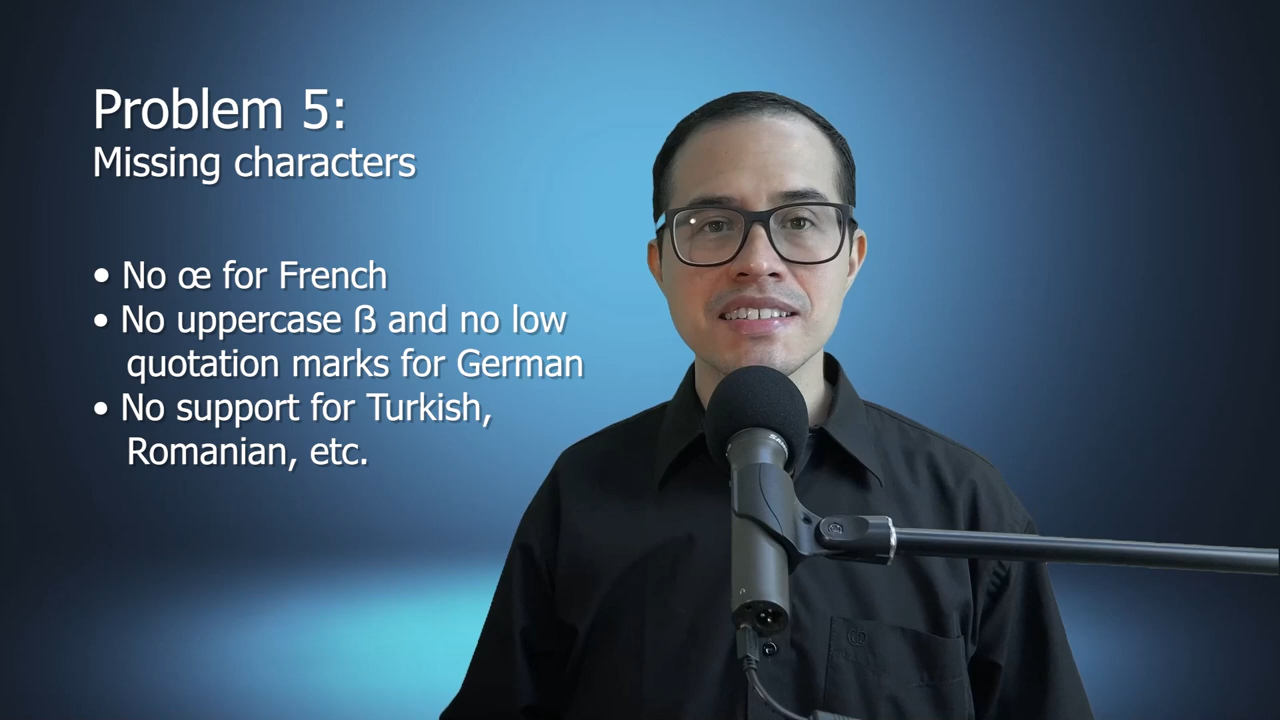 Problem 5:
Missing characters
• No œ for French
• No uppercase ẞ and no low
quotation marks for German
• No support for Turkish,
Romanian, etc.